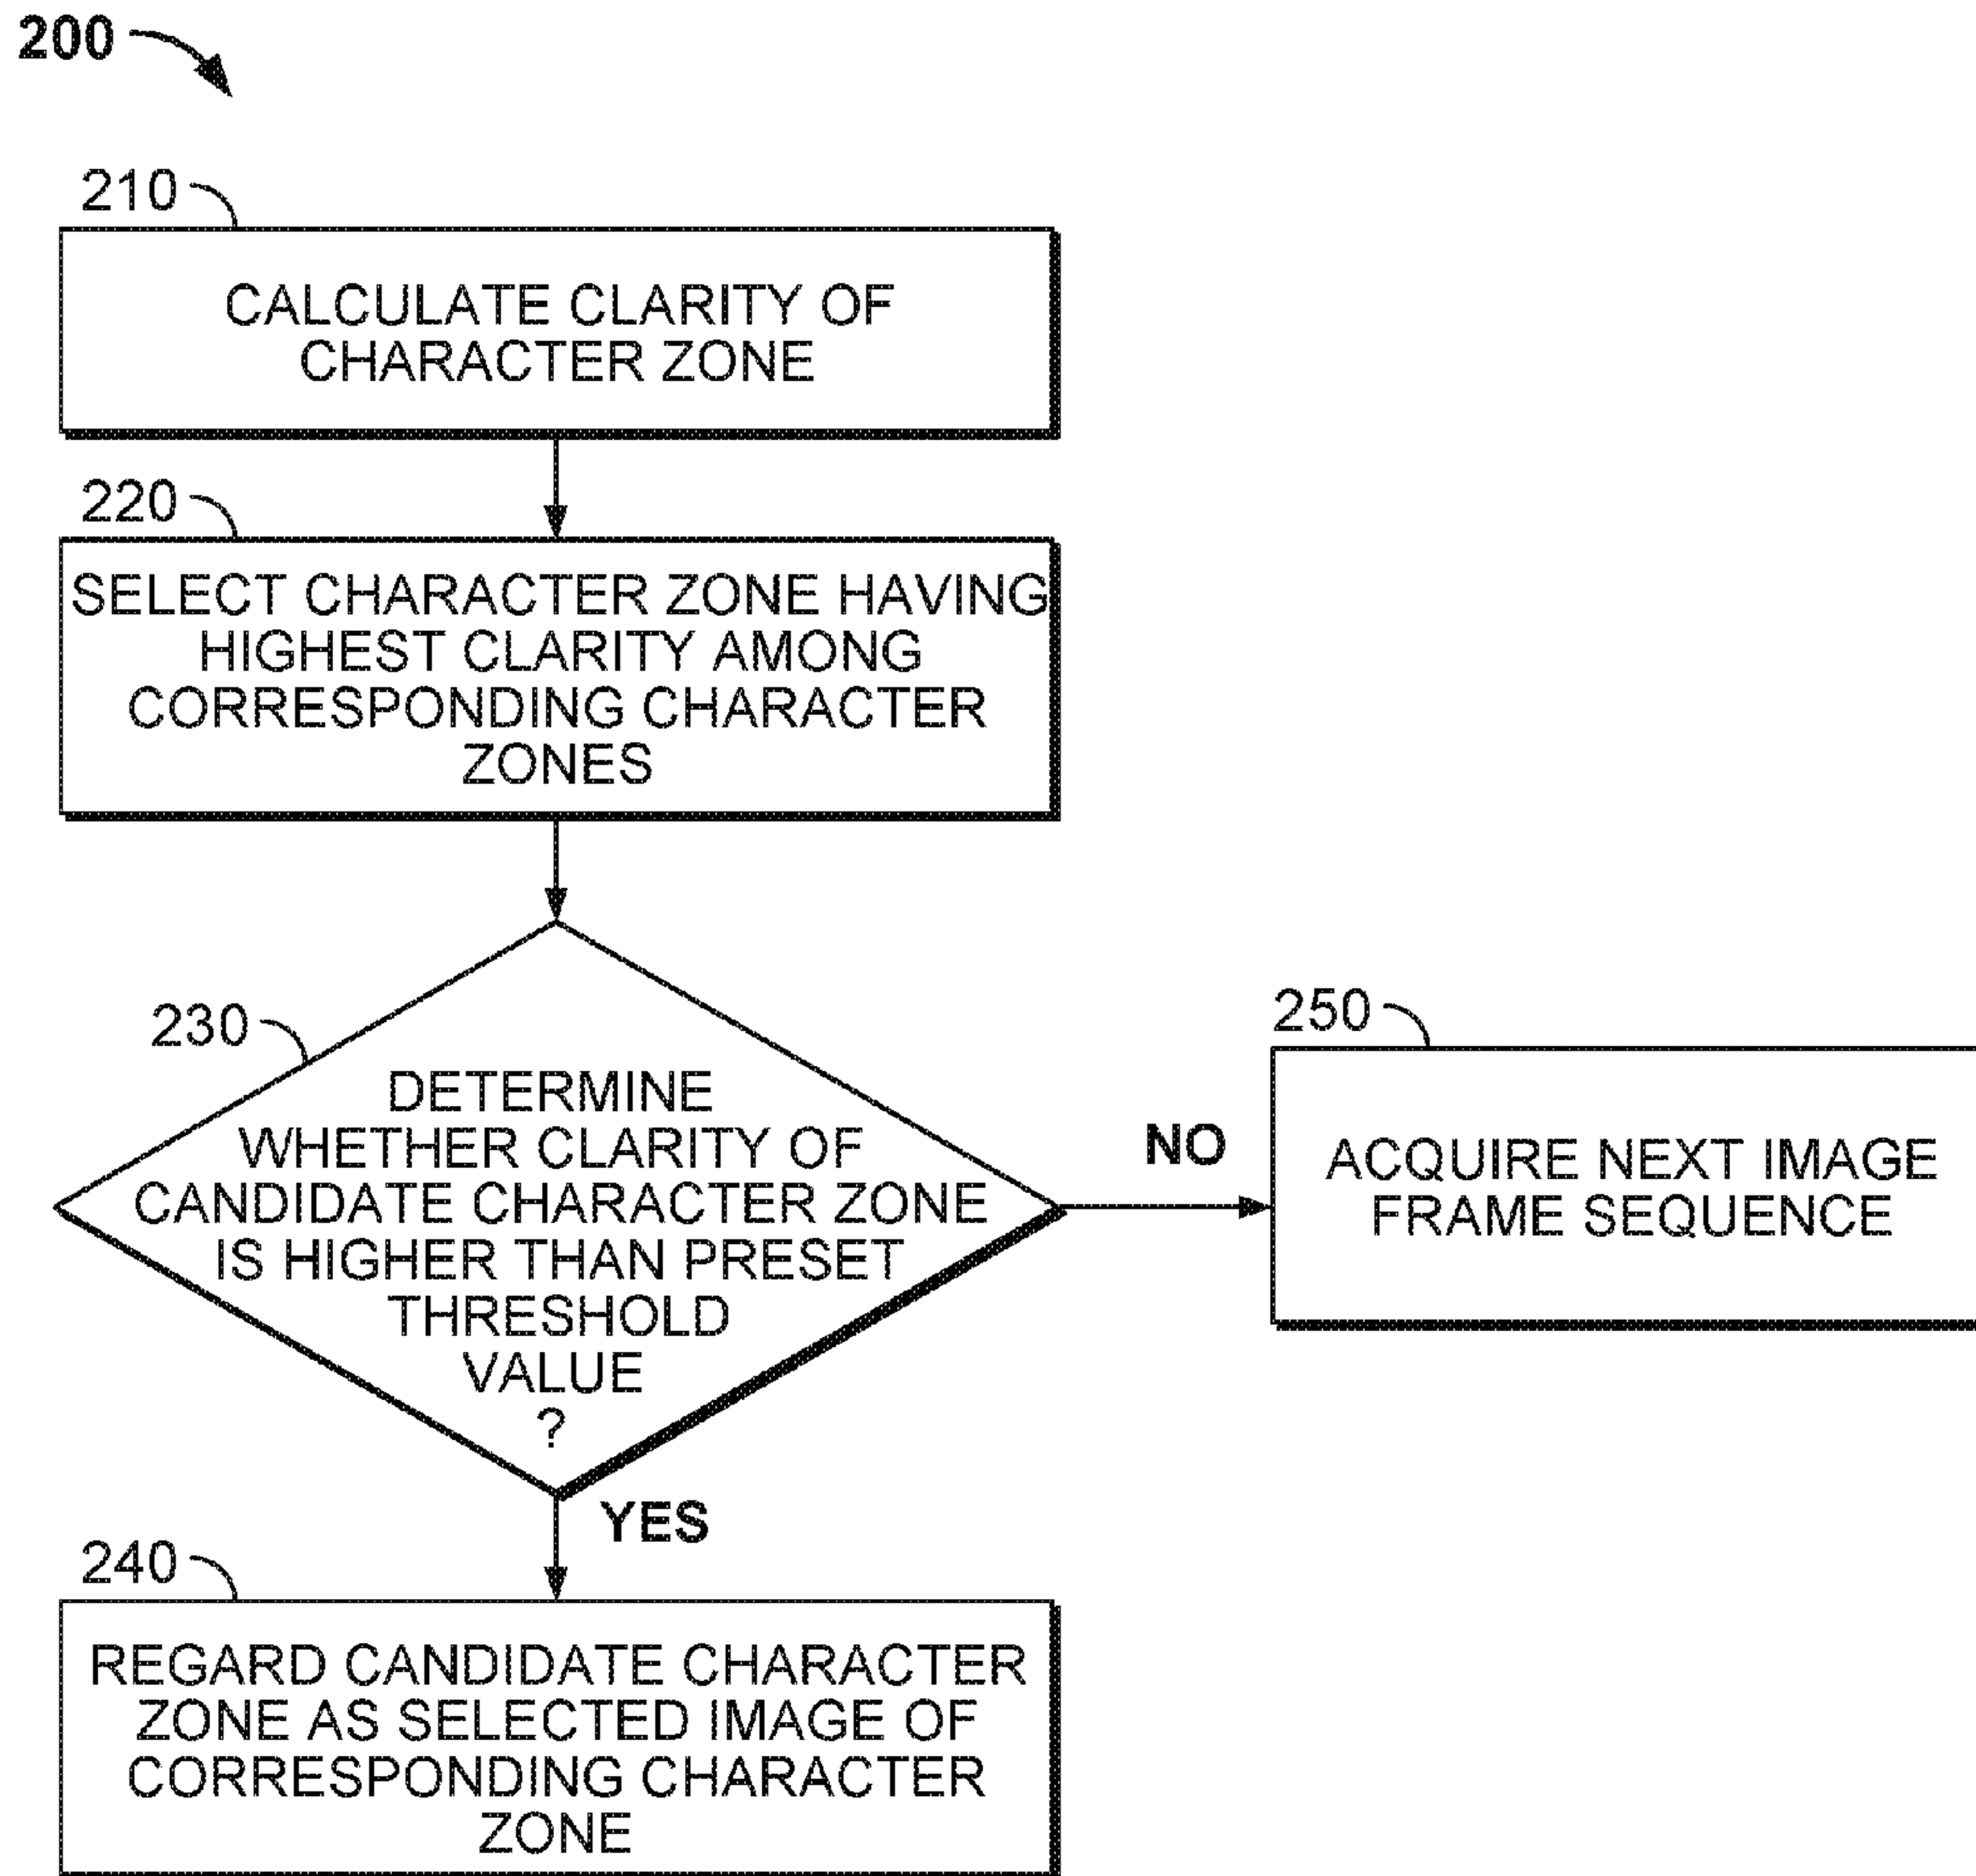 200
210
CALCULATE CLARITY OF
CHARACTER ZONE
220
SELECT CHARACTER ZONE HAVING
HIGHEST CLARITY AMONG
CORRESPONDING CHARACTER
ZONES
230
DETERMINE
WHETHER CLARITY OF
CANDIDATE CHARACTER ZONE
IS HIGHER THAN PRESET
THRESHOLD
VALUE
?
NO
250
ACQUIRE NEXT IMAGE
FRAME SEQUENCE
YES
240
REGARD CANDIDATE CHARACTER
ZONE AS SELECTED IMAGE OF
CORRESPONDING CHARACTER
ZONE